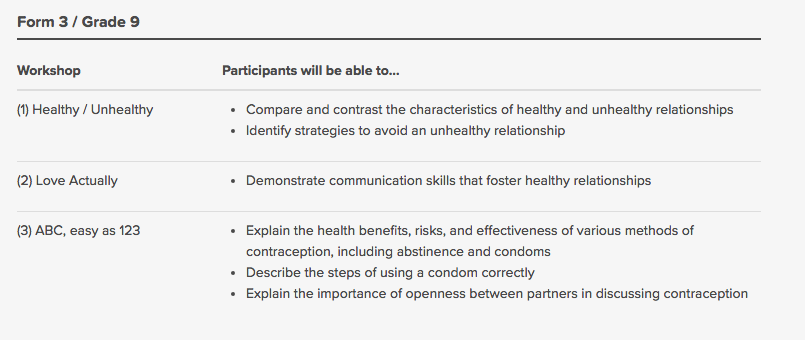 Form 3 / Grade 9
Workshop Participants will be able to...
(1) Healthy / Unhealthy • Compare and contrast the characteristics of healthy and unhealthy relationships
• Identify strategies to avoid an unhealthy relationship
(2) Love Actually • Demonstrate communication skills that foster healthy relationships
(3) ABC, easy as 123 • Explain the health benefits, risks, and effectiveness of various methods of
contraception, including abstinence and condoms
• Describe the steps of using a condom correctly
• Explain the importance of openness between partners in discussing contraception